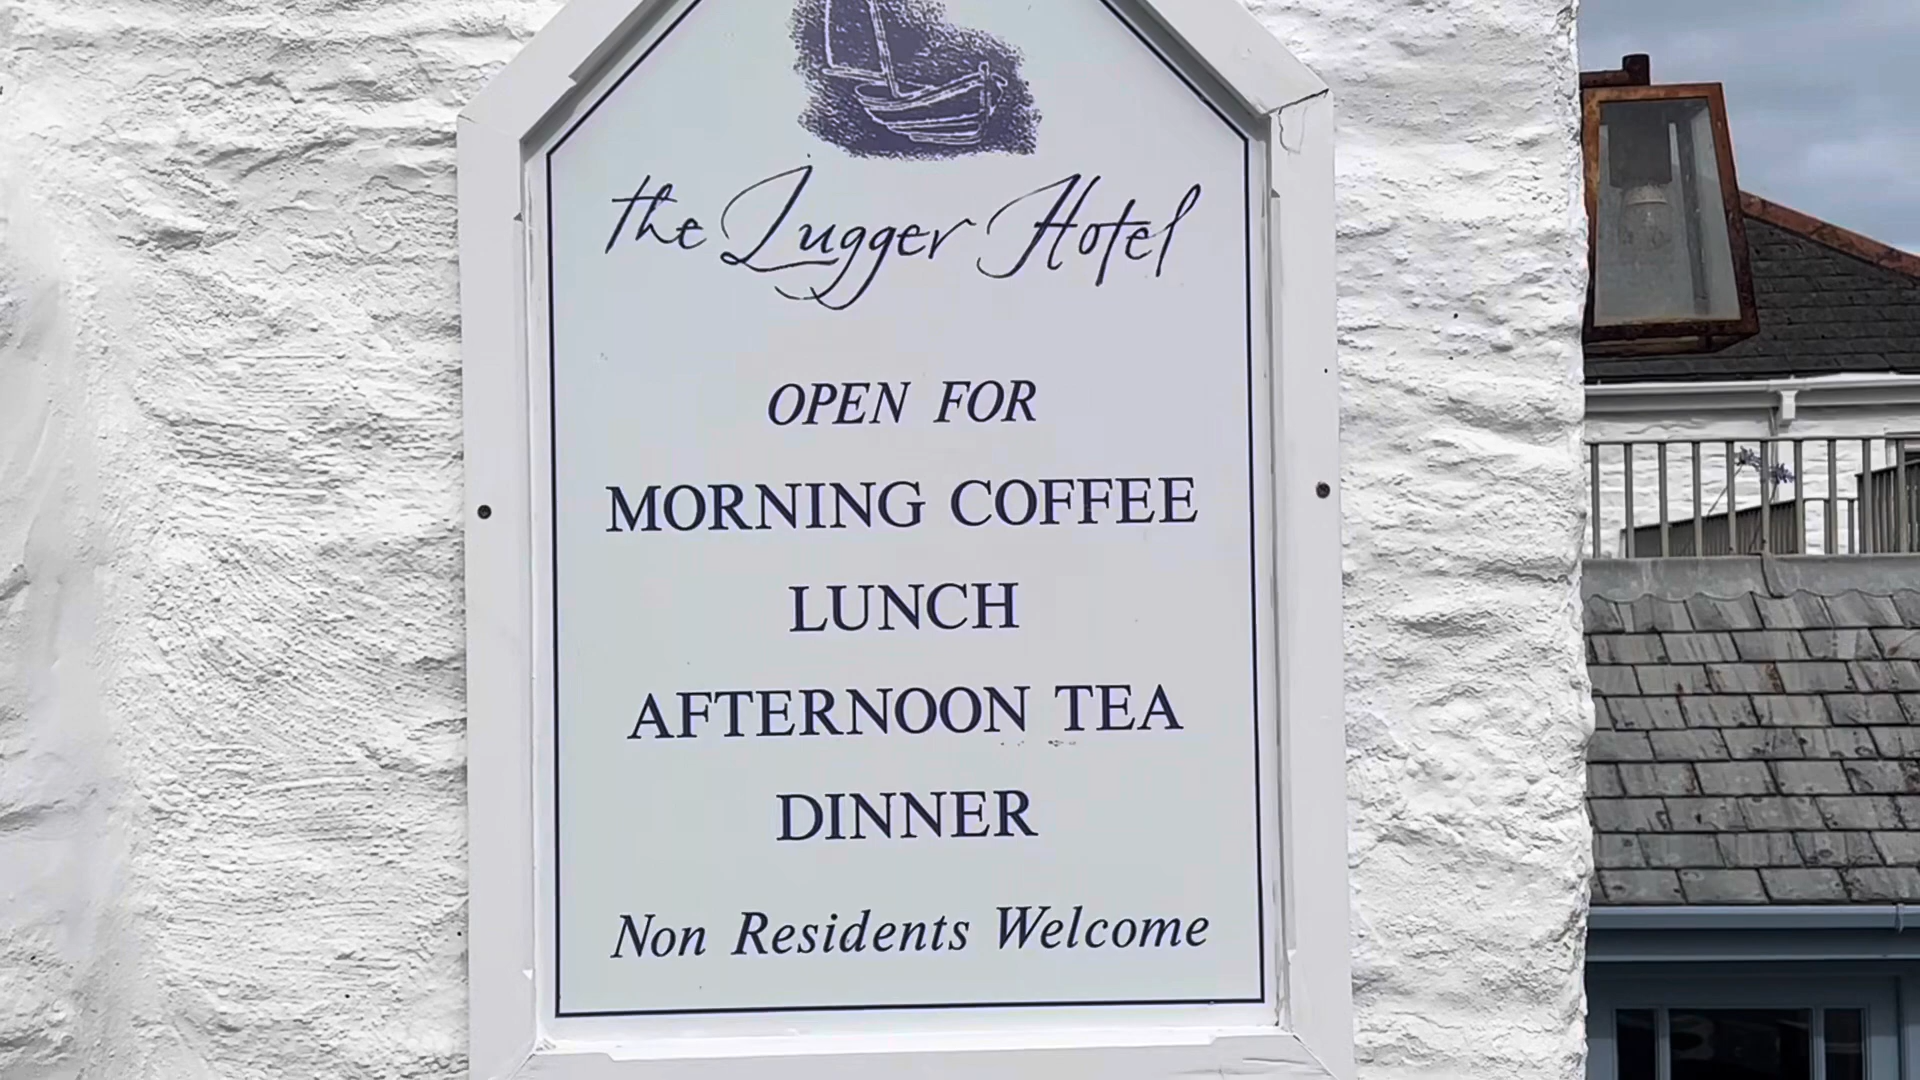 the Lugger Hotel
OPEN FOR
MORNING COFFEE
LUNCH
AFTERNOON TEA
DINNER
Non Residents Welcome